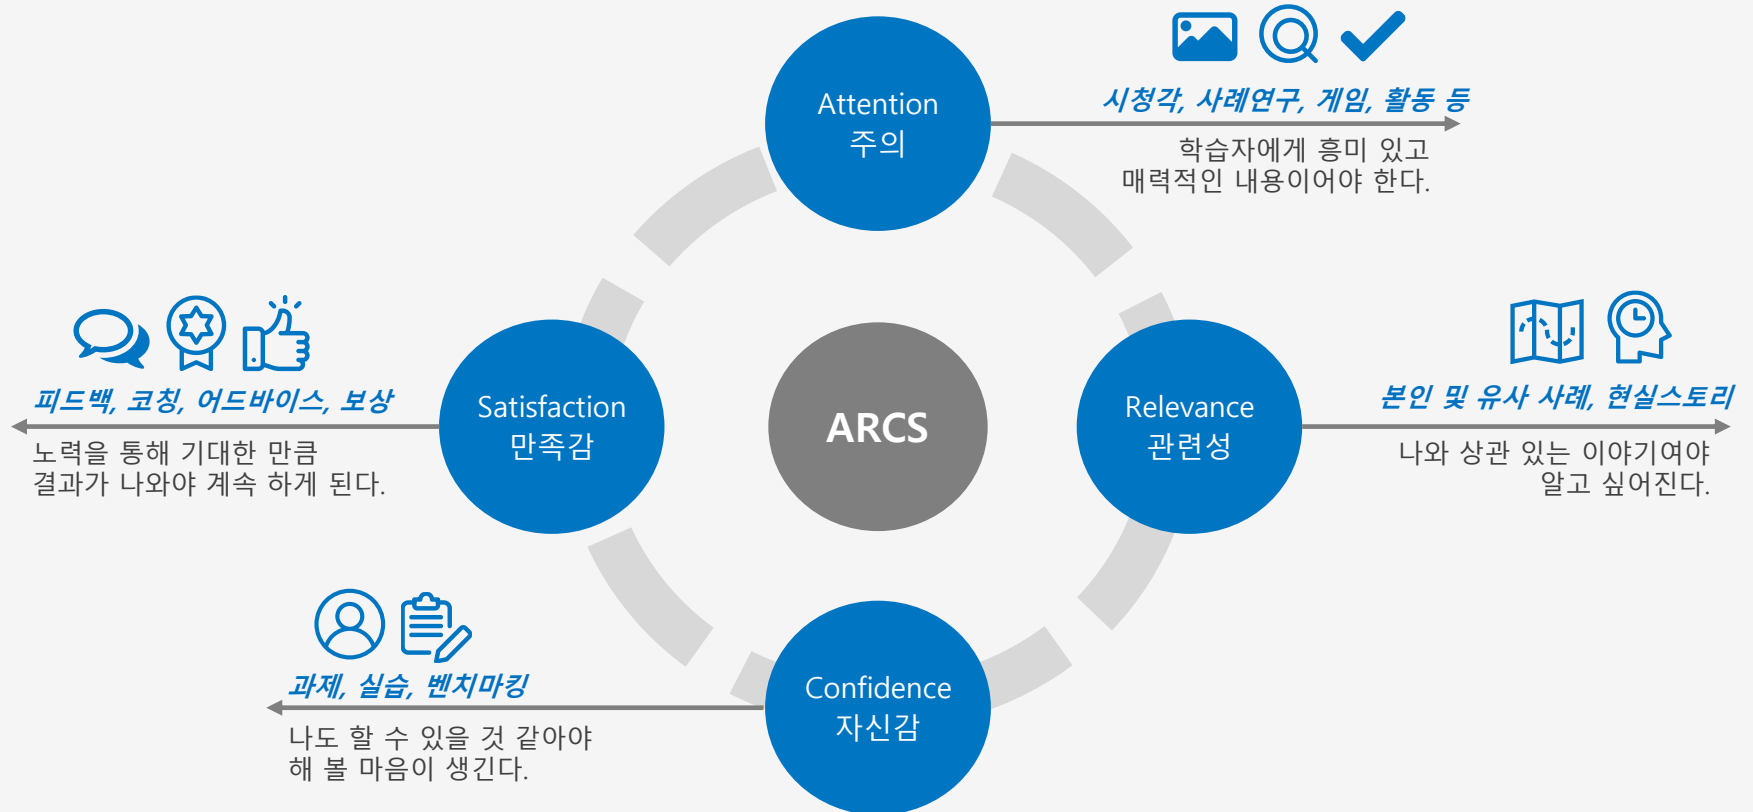 Attention
주의
시청각, 사례연구, 게임, 활동 등
학습자에게 흥미 있고
매력적인 내용이어야 한다.
피드백, 코칭, 어드바이스, 보상
노력을 통해 기대한 만큼
결과가 나와야 계속 하게 된다.
Satisfaction
만족감
ARCS
Relevance
관련성
본인 및 유사 사례, 현실스토리
나와 상관 있는 이야기여야
알고 싶어진다.
과제, 실습, 벤치마킹
나도 할 수 있을 것 같아야
해 볼 마음이 생긴다.
Confidence
자신감